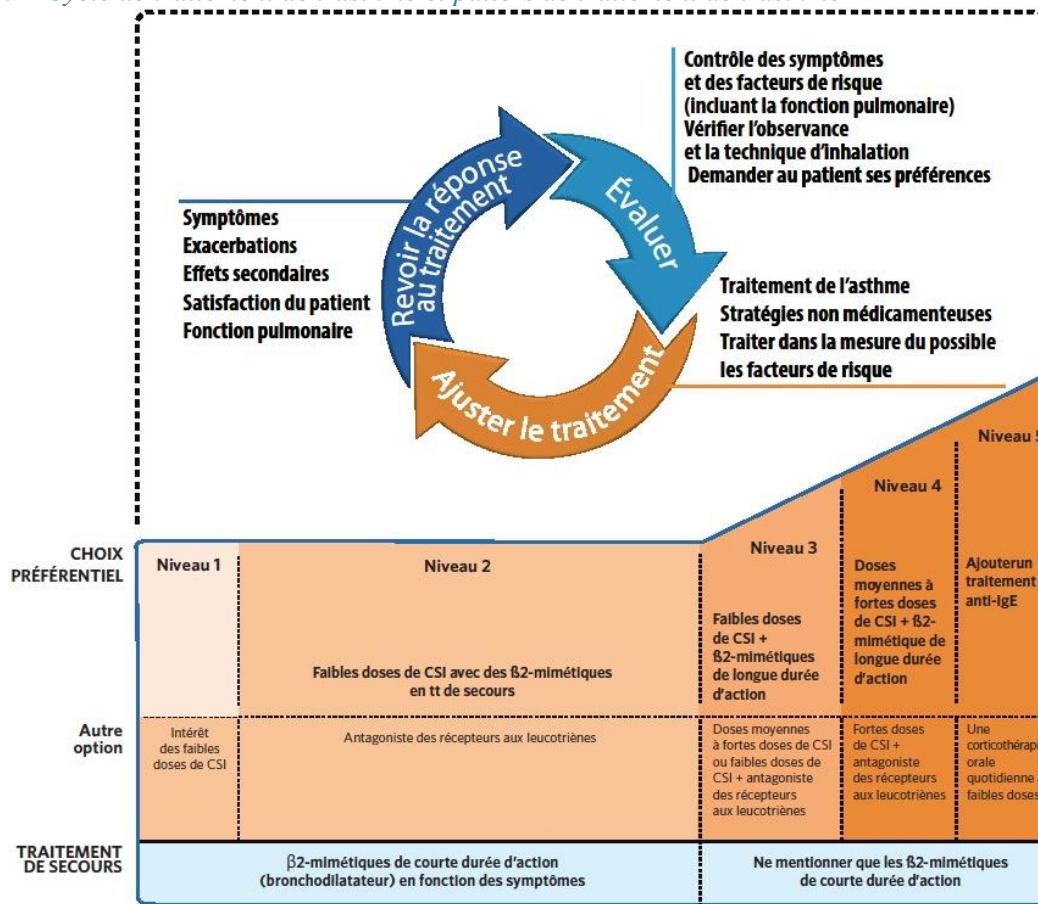 Contrôle des symptômes
et des facteurs de risque
(incluant la fonction pulmonaire)
Vérifier l'observance
et la technique d'inhalation
Demander au patient ses préférences
Revoir la réponse
au traitement
Évaluer
Ajuster le traitement
Symptômes
Exacerbations
Effets secondaires
Satisfaction du patient
Fonction pulmonaire
Traitement de l'asthme
Stratégies non médicamenteuses
Traiter dans la mesure du possible
les facteurs de risque
CHOIX
PRÉFÉRENTIEL
Niveau 1
Niveau 2
Faibles doses de CSI avec des ß2-mimétiques
en tt de secours
Niveau 3
Faibles doses
de CSI +
ß2-mimétiques
de longue durée
d'action
Niveau 4
Doses
moyennes à
fortes doses
de CSI + ß2-
mimétique de
longue durée
d'action
Niveau 5
Ajouterun
traitement
anti-IgE
Autre
option
Intérêt
des faibles
doses de CSI
Antagoniste des récepteurs aux leucotriènes
Doses moyennes
à fortes doses de CSI
ou faibles doses de
CSI + antagoniste
des récepteurs
aux leucotriènes
Fortes doses
de CSI +
antagoniste
des récepteurs
aux leucotriènes
Une
corticothérapi
orale
quotidienne
faibles doses
TRAITEMENT
DE SECOURS
β2-mimétiques de courte durée d'action
(bronchodilatateur) en fonction des symptômes
Ne mentionner que les ß2-mimétiques
de courte durée d'action